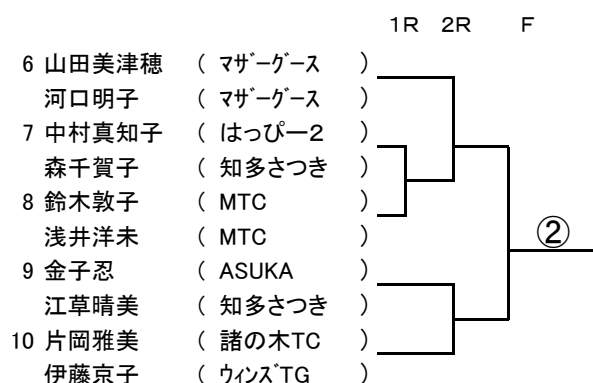 1R 2R F
6 山田美津穂 ( マザーグース )
河口明子 ( マザーグース )
7 中村真知子 ( はっぴー2 )
森千賀子 ( 知多さつき )
8 鈴木敦子 ( MTC )
浅井洋未 ( MTC )
②
9 金子忍 ( ASUKA )
江草晴美 ( 知多さつき )
10 片岡雅美 ( 諸の木TC )
伊藤京子 ( ウィンズTG )